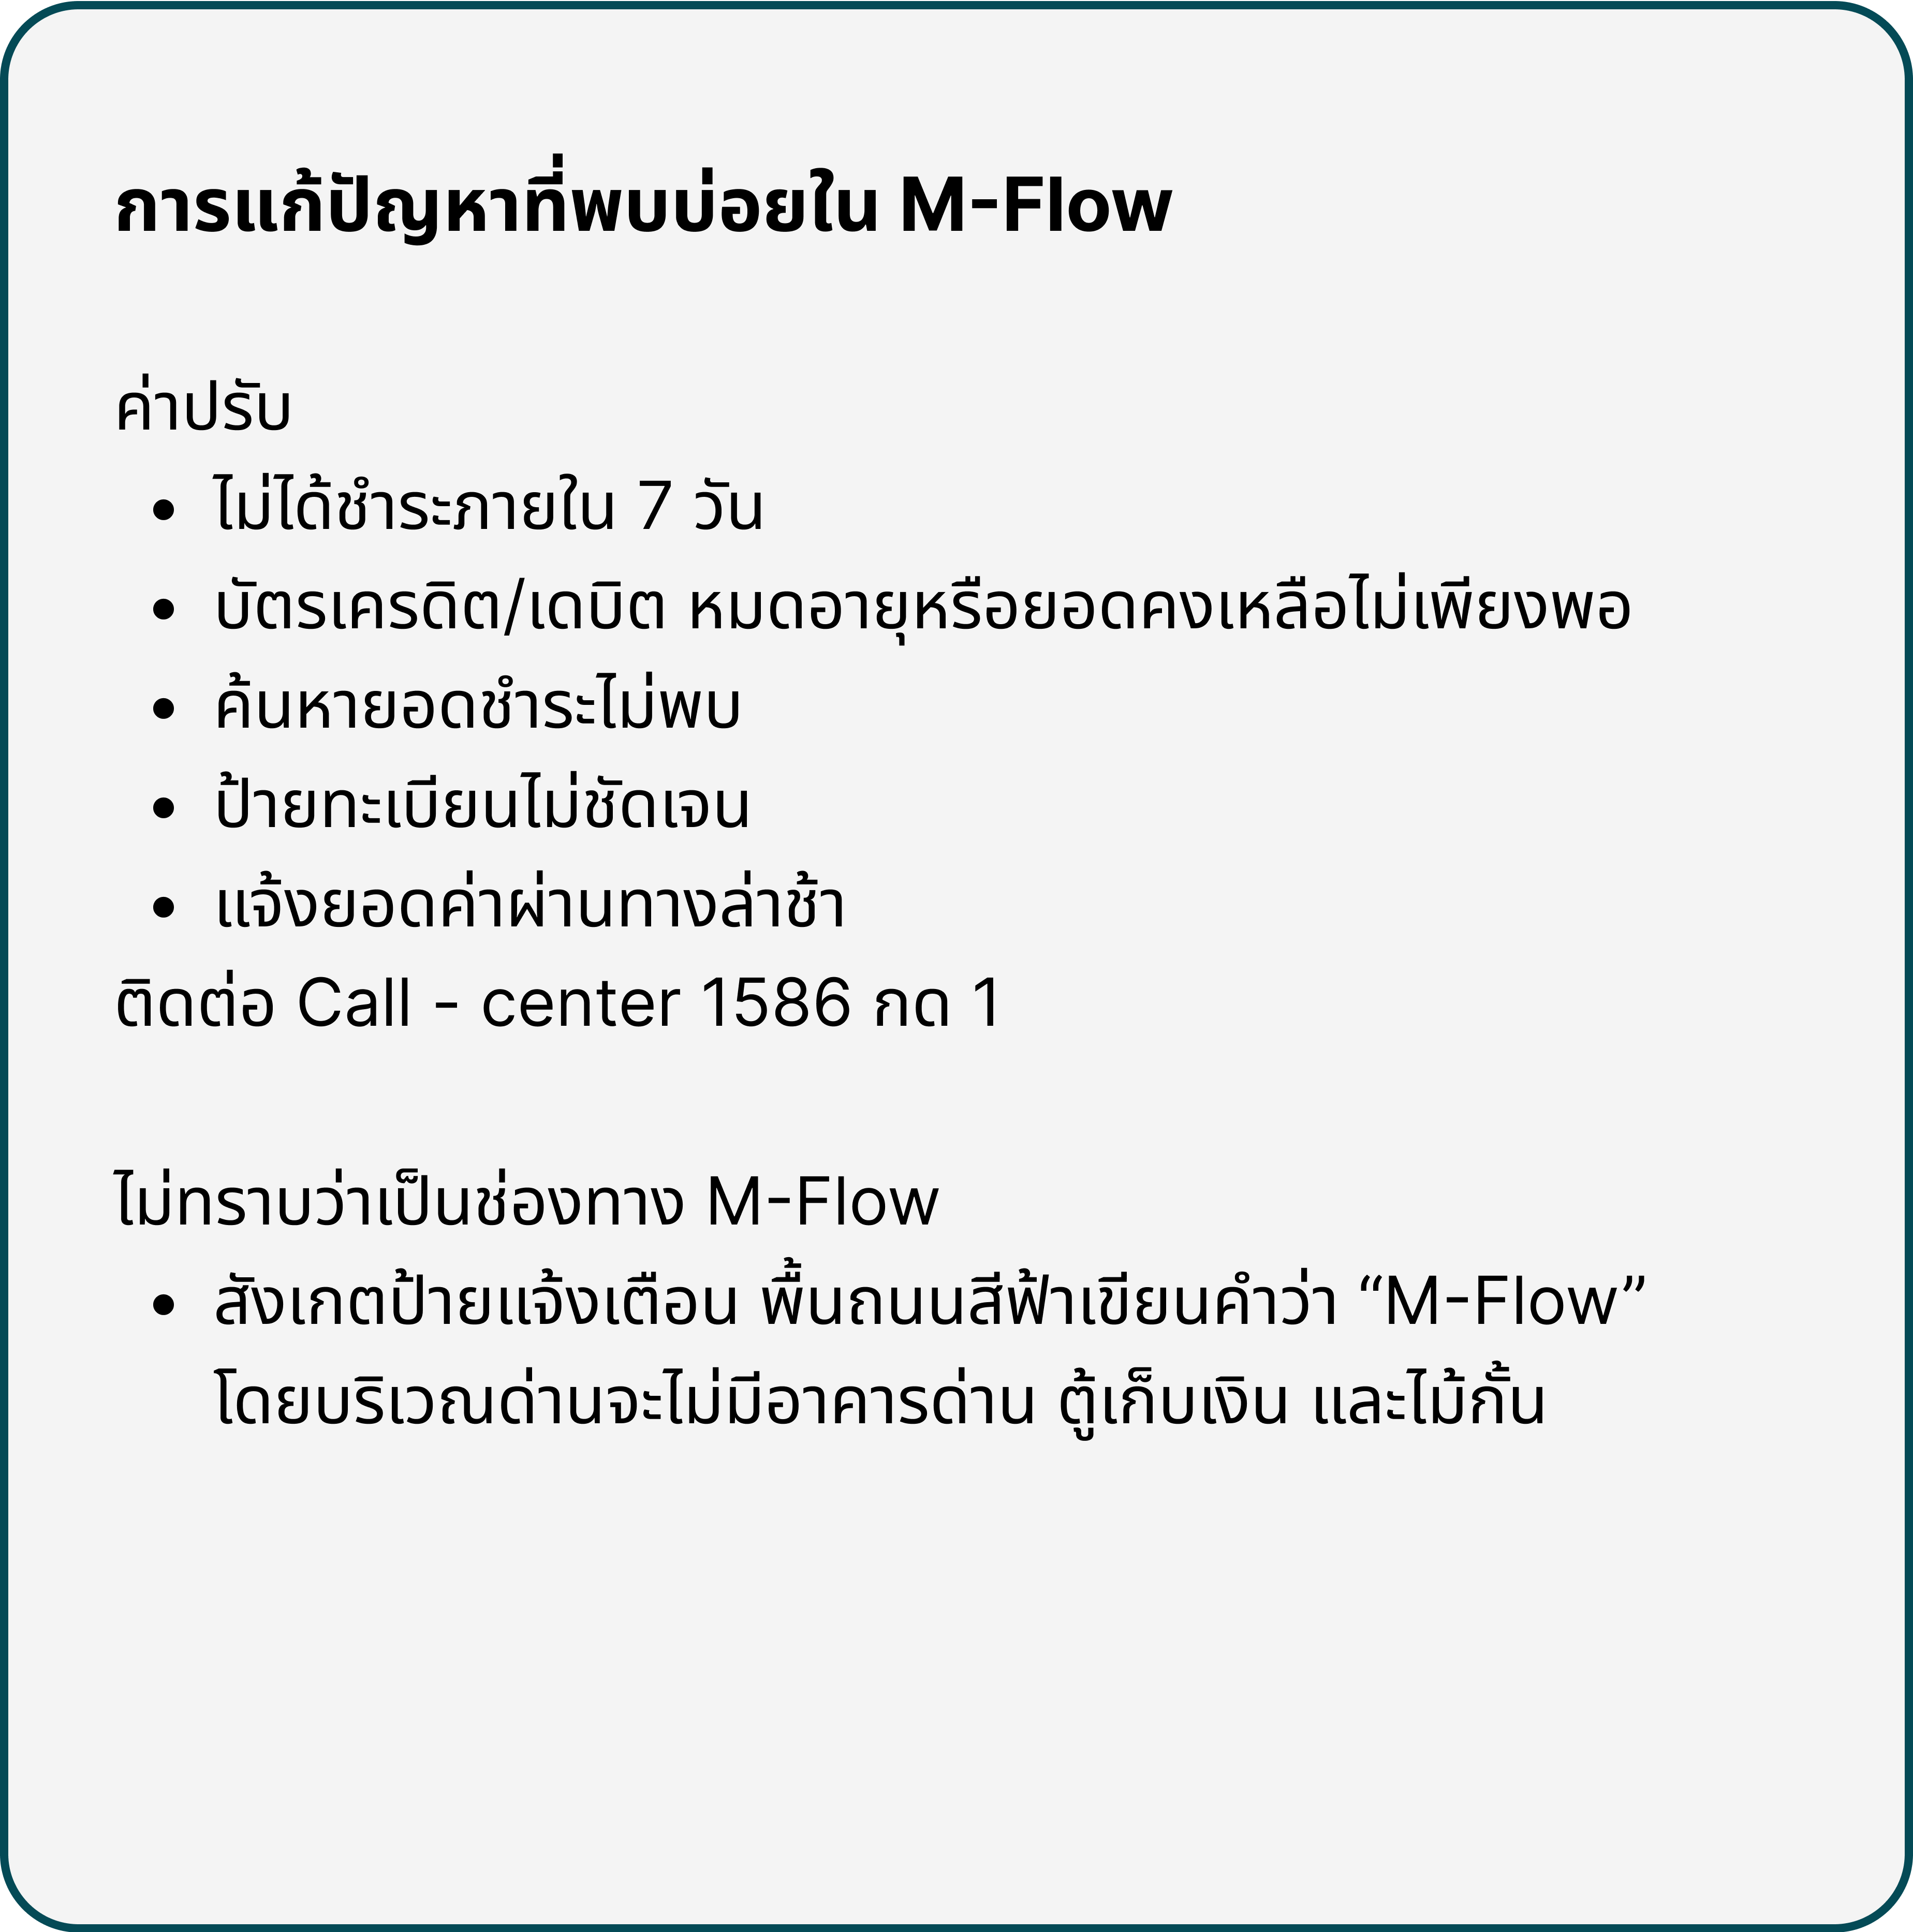 การแก้ปัญหาที่พบบ่อยใน M-Flow
ค่าปรับ
• ไม่ได้ชำระภายใน 7 วัน
• บัตรเครดิต/เดบิต หมดอายุหรือยอดคงเหลือไม่เพียงพอ
• ค้นหายอดชำระไม่พบ
• ป้ายทะเบียนไม่ชัดเจน
• แจ้งยอดค่าผ่านทางล่าช้า
ติดต่อ Call - center 1586 กด 1
ไม่ทราบว่าเป็นช่องทาง M-Flow
• สังเกตป้ายแจ้งเตือน พื้นถนนสีฟ้าเขียนคำว่า “M-Flow”
โดยบริเวณด่านจะไม่มีอาคารด่าน ตู้เก็บเงิน และไม้กั้น